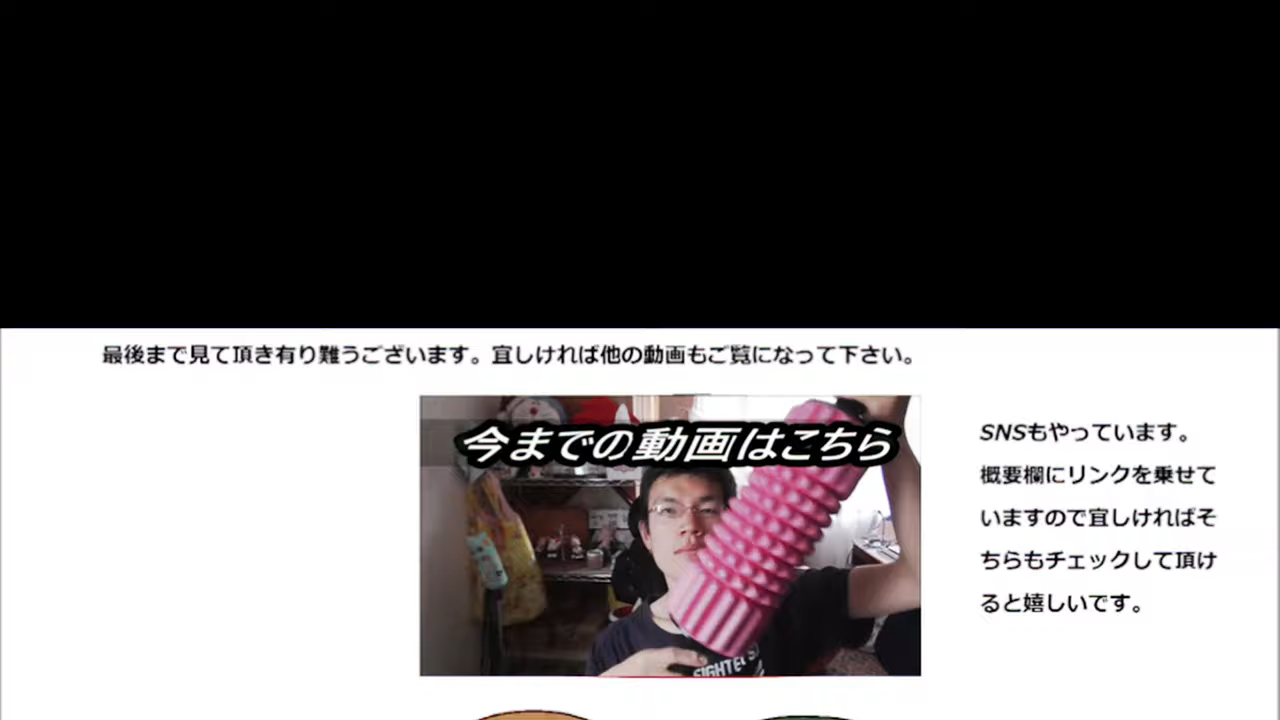 最後まで見て頂き有り難うございます。宜しければ他の動画もご覧になって下さい。
今までの動画はこちら
SNSもやっています。
概要欄にリンクを乗せて
いますので宜しければそ
ちらもチェックして頂け
ると嬉しいです。